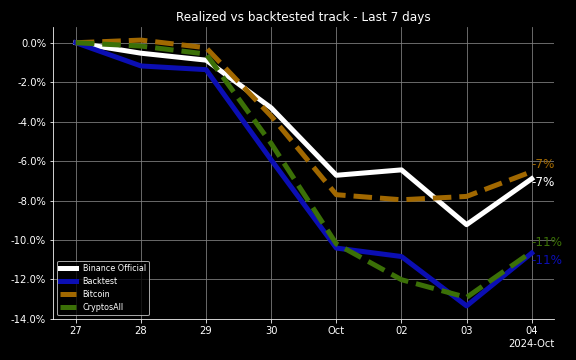 Realized vs backtested track - Last 7 days
0.0%
-2.0%
-4.0%
-6.0%
-8.0%
-10.0%
-12.0%
-14.0%
-7%
-7%
-11%
-11%
Binance Official
Backtest
Bitcoin
CryptosAll
27 28 29 30 Oct 02 03 04
2024-Oct